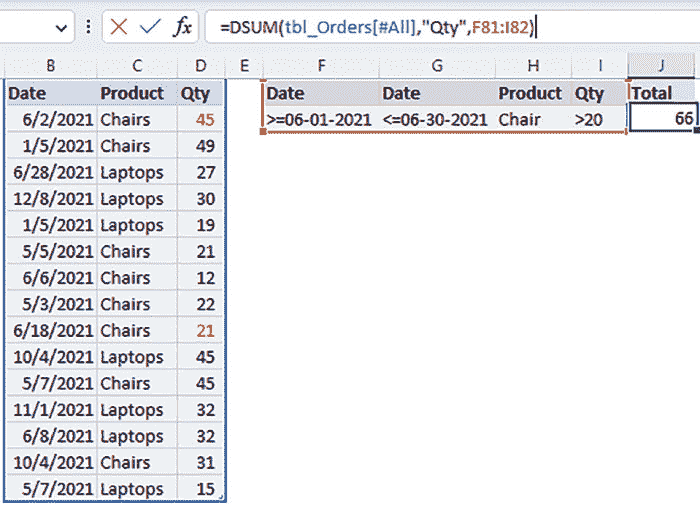 fx =DSUM(tbl_Orders[#All],"Qty",F81:I82)
B C D E F G H I J
Date Product Qty Date Date Product Qty Total
6/2/2021 Chairs 45 >=06-01-2021 <=06-30-2021 Chair >20 66
1/5/2021 Chairs 49
6/28/2021 Laptops 27
12/8/2021 Laptops 30
1/5/2021 Laptops 19
5/5/2021 Chairs 21
6/6/2021 Chairs 12
5/3/2021 Chairs 22
6/18/2021 Chairs 21
10/4/2021 Laptops 45
5/7/2021 Chairs 45
11/1/2021 Laptops 32
6/8/2021 Laptops 32
10/4/2021 Chairs 31
5/7/2021 Laptops 15